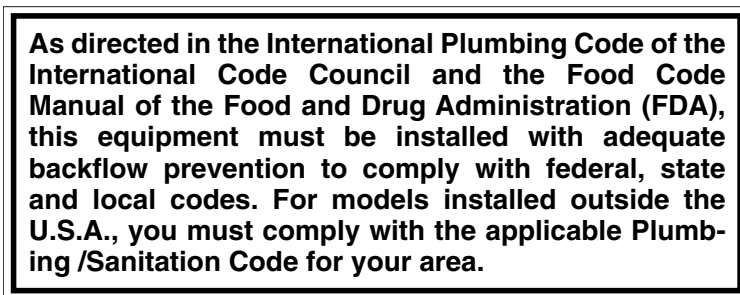 As directed in the International Plumbing Code of the
International Code Council and the Food Code
Manual of the Food and Drug Administration (FDA),
this equipment must be installed with adequate
backflow prevention to comply with federal, state
and local codes. For models installed outside the
U.S.A., you must comply with the applicable Plumb-
ing /Sanitation Code for your area.